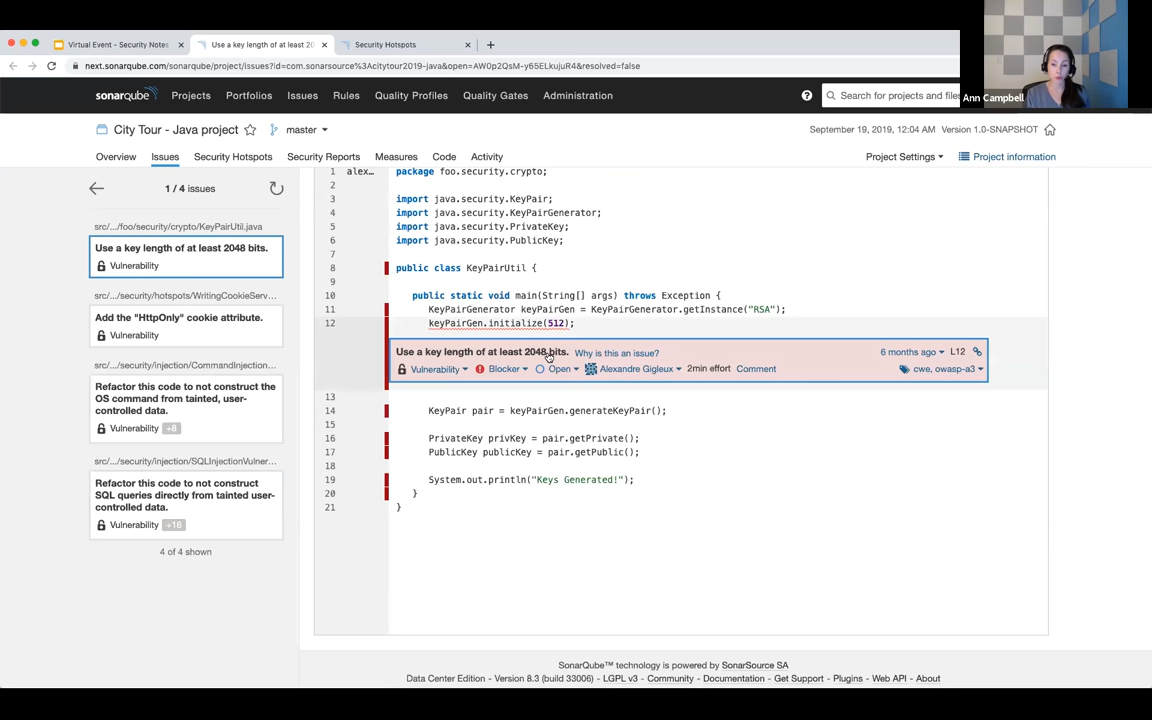 Virtual Event - Security Notes
Use a key length of at least 20
Security Hotspots
next.sonarqube.com/sonarqube/project/issues?id=com.sonarsource%3Acitytour2019-java&open=AW0p2QsM-y65ELkujuR4&resolved=false
Ann Campbell
sonarqube Projects Portfolios Issues Rules Quality Profiles Quality Gates Administration
? Search for projects and files
City Tour - Java project master
September 19, 2019, 12:04 AM Version 1.0-SNAPSHOT
Overview Issues Security Hotspots Security Reports Measures Code Activity
Project Settings Project information
1 / 4 issues
src/.../foo/security/crypto/KeyPairUtil.java
Use a key length of at least 2048 bits.
Vulnerability
src/.../security/hotspots/WritingCookieServ...
Add the "HttpOnly" cookie attribute.
Vulnerability
src/.../security/injection/CommandInjection...
Refactor this code to not construct the
OS command from tainted, user-
controlled data.
Vulnerability +8
src/.../security/injection/SQLInjectionVulner...
Refactor this code to not construct
SQL queries directly from tainted user-
controlled data.
Vulnerability +16
4 of 4 shown
1 alex... package foo.security.crypto;
2
3 import java.security.KeyPair;
4 import java.security.KeyPairGenerator;
5 import java.security.PrivateKey;
6 import java.security.PublicKey;
7
8 public class KeyPairUtil {
9
10 public static void main(String[] args) throws Exception {
11 KeyPairGenerator keyPairGen = KeyPairGenerator.getInstance("RSA");
12 keyPairGen.initialize(512);
Use a key length of at least 2048 bits. Why is this an issue? 6 months ago L12
Vulnerability Blocker Open Alexandre Gigleux 2min effort Comment cwe, owasp-a3
13
14 KeyPair pair = keyPairGen.generateKeyPair();
15
16 PrivateKey privKey = pair.getPrivate();
17 PublicKey publicKey = pair.getPublic();
18
19 System.out.println("Keys Generated!");
20 }
21 }
SonarQube™ technology is powered by SonarSource SA
Data Center Edition - Version 8.3 (build 33006) - LGPL v3 - Community - Documentation - Get Support - Plugins - Web API - About